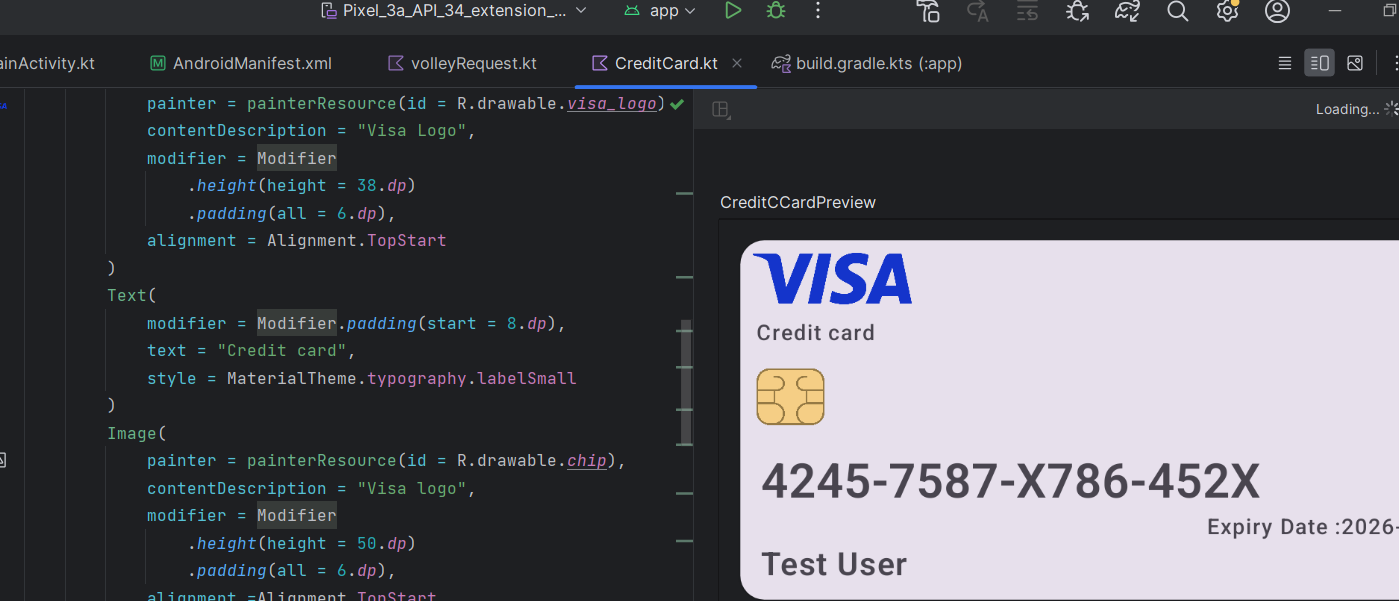 Pixel_3a_API_34_extension_... app
ainActivity.kt AndroidManifest.xml volleyRequest.kt CreditCard.kt build.gradle.kts (:app)
painter = painterResource(id = R.drawable.visa_logo)
contentDescription = "Visa Logo",
modifier = Modifier
.height(height = 38.dp)
.padding(all = 6.dp),
alignment = Alignment.TopStart
)
Text(
modifier = Modifier.padding(start = 8.dp),
text = "Credit card",
style = MaterialTheme.typography.labelSmall
)
Image(
painter = painterResource(id = R.drawable.chip),
contentDescription = "Visa logo",
modifier = Modifier
.height(height = 50.dp)
.padding(all = 6.dp),
alignment =Alignment.TopStart
Loading...
CreditCCardPreview
VISA
Credit card
4245-7587-X786-452X
Expiry Date :2026-
Test User